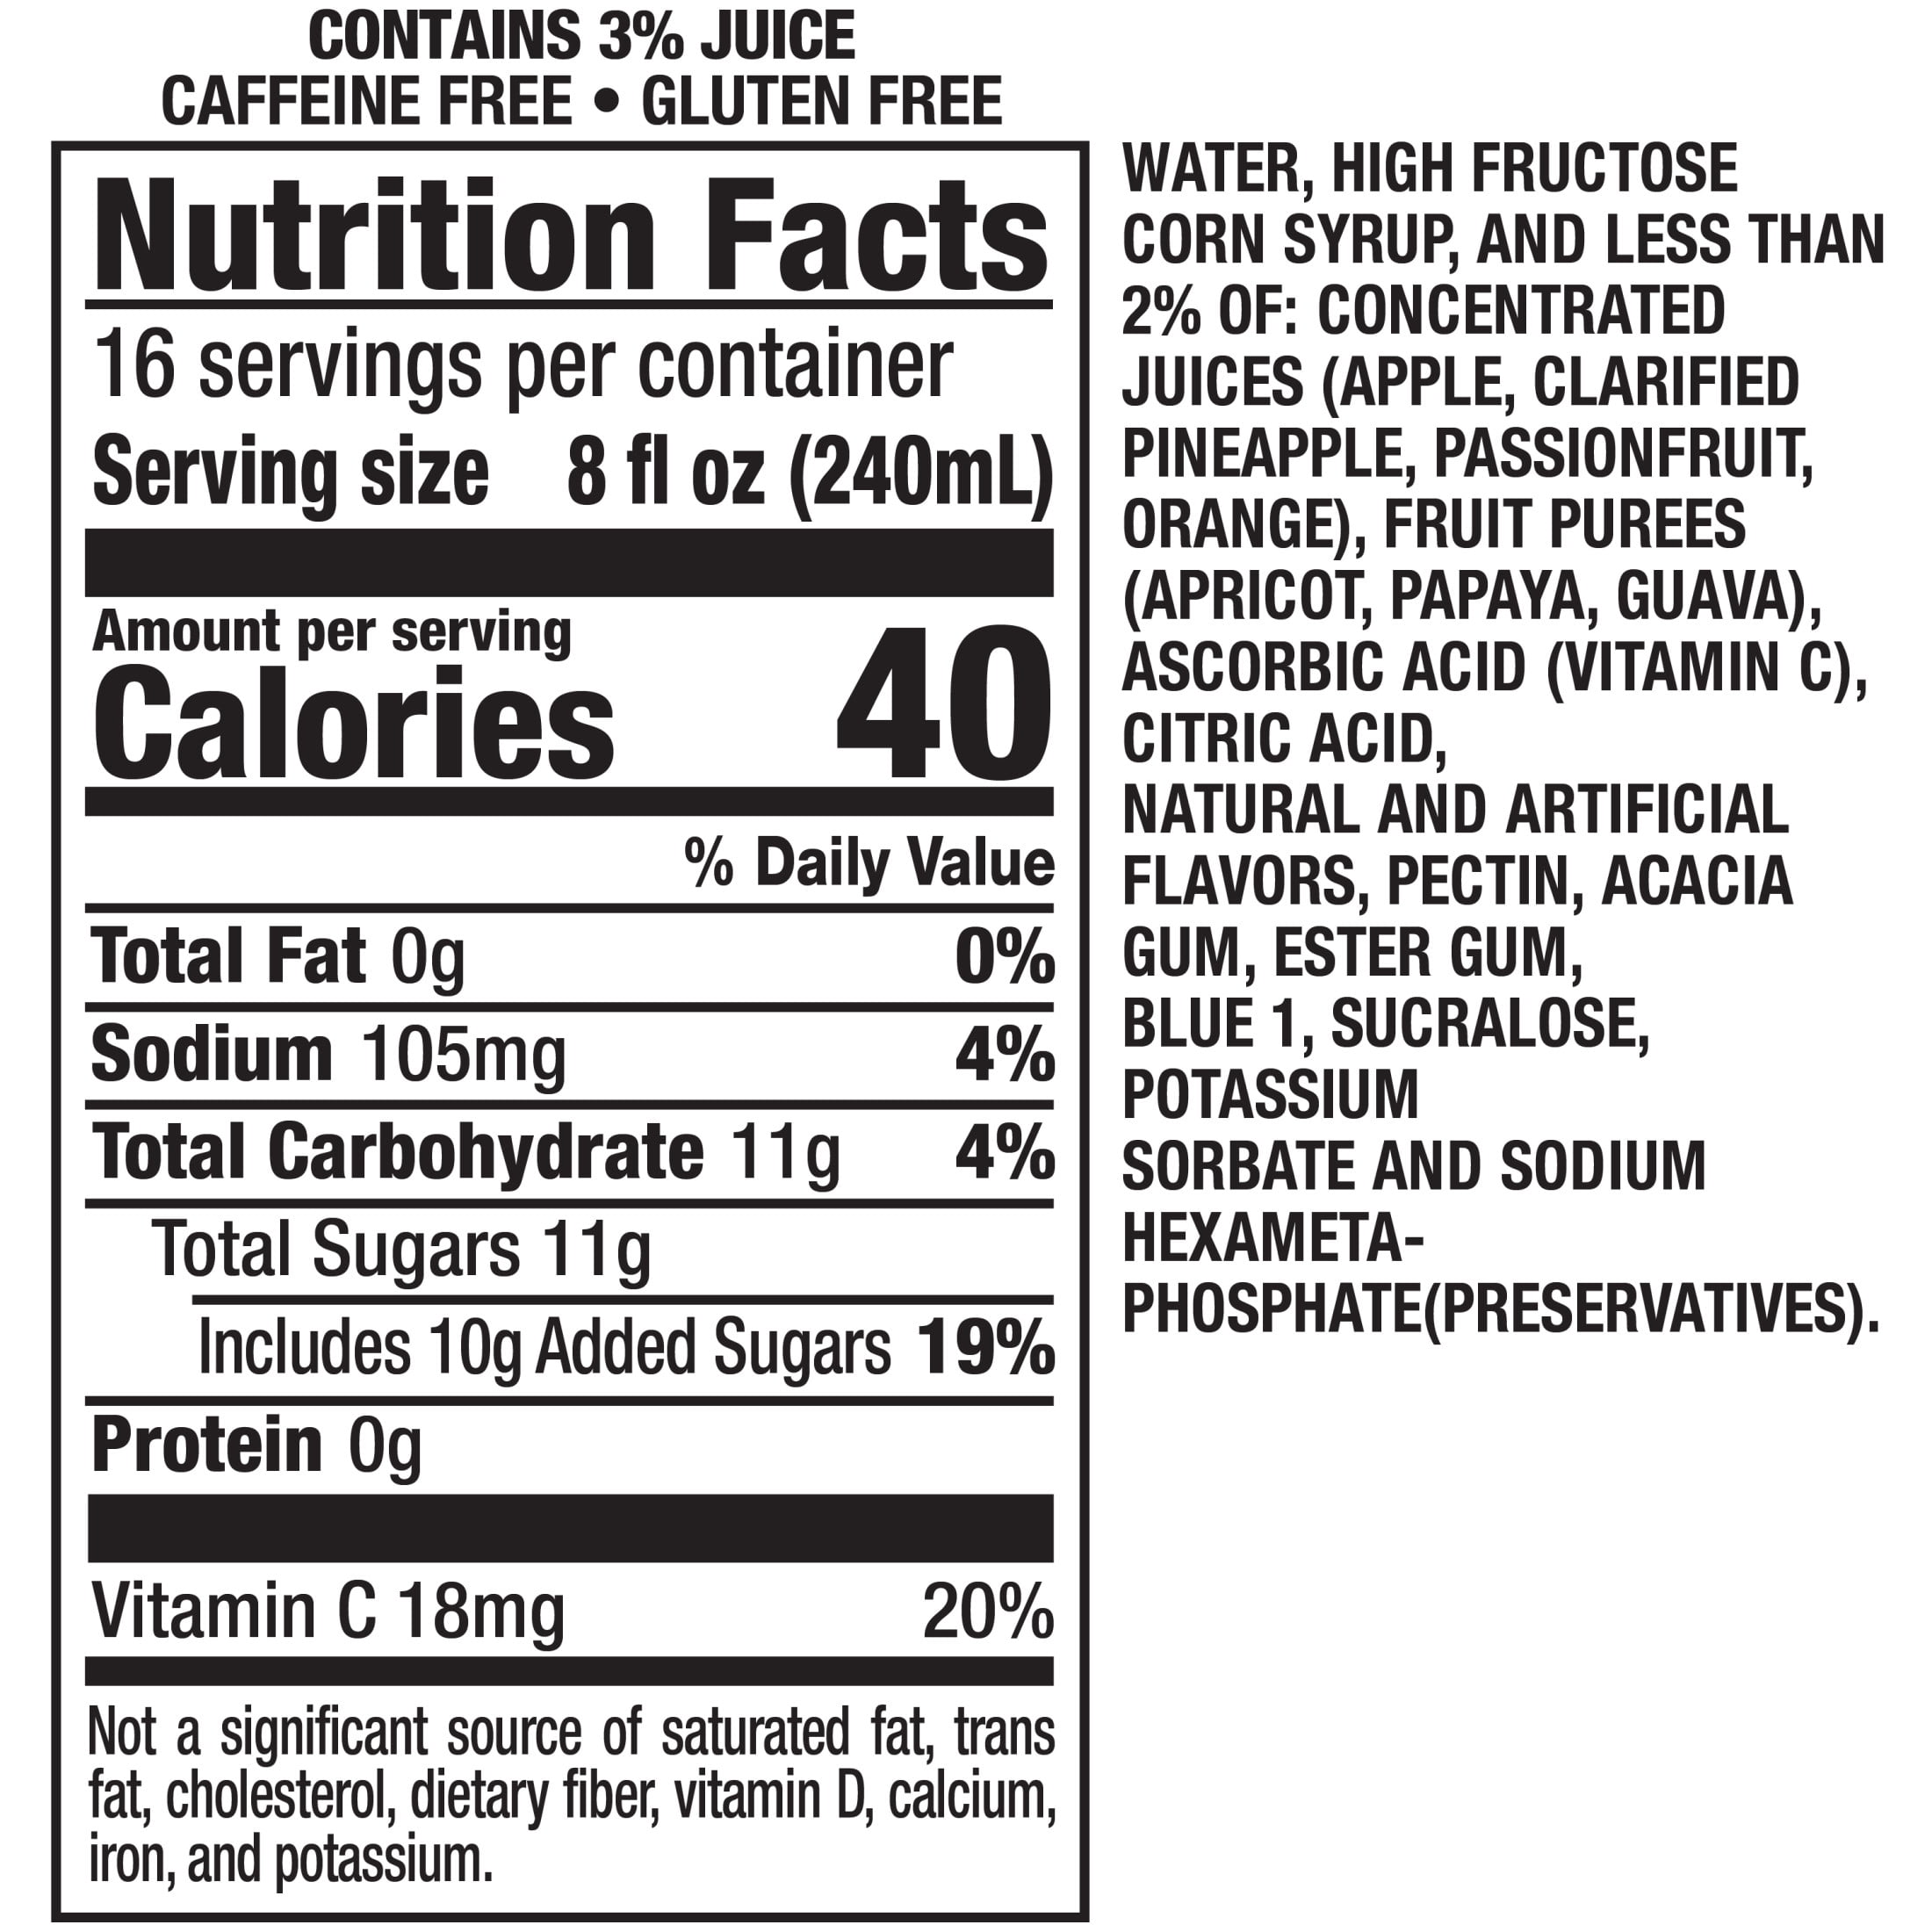 CONTAINS 3% JUICE
CAFFEINE FREE • GLUTEN FREE
Nutrition Facts
16 servings per container
Serving size 8 fl oz (240mL)
Amount per serving
Calories 40
% Daily Value
Total Fat 0g 0%
Sodium 105mg 4%
Total Carbohydrate 11g 4%
Total Sugars 11g
Includes 10g Added Sugars 19%
Protein 0g
Vitamin C 18mg 20%
Not a significant source of saturated fat, trans
fat, cholesterol, dietary fiber, vitamin D, calcium,
iron, and potassium.
WATER, HIGH FRUCTOSE
CORN SYRUP, AND LESS THAN
2% OF: CONCENTRATED
JUICES (APPLE, CLARIFIED
PINEAPPLE, PASSIONFRUIT,
ORANGE), FRUIT PUREES
(APRICOT, PAPAYA, GUAVA),
ASCORBIC ACID (VITAMIN C),
CITRIC ACID,
NATURAL AND ARTIFICIAL
FLAVORS, PECTIN, ACACIA
GUM, ESTER GUM,
BLUE 1, SUCRALOSE,
POTASSIUM
SORBATE AND SODIUM
HEXAMETA-
PHOSPHATE(PRESERVATIVES).